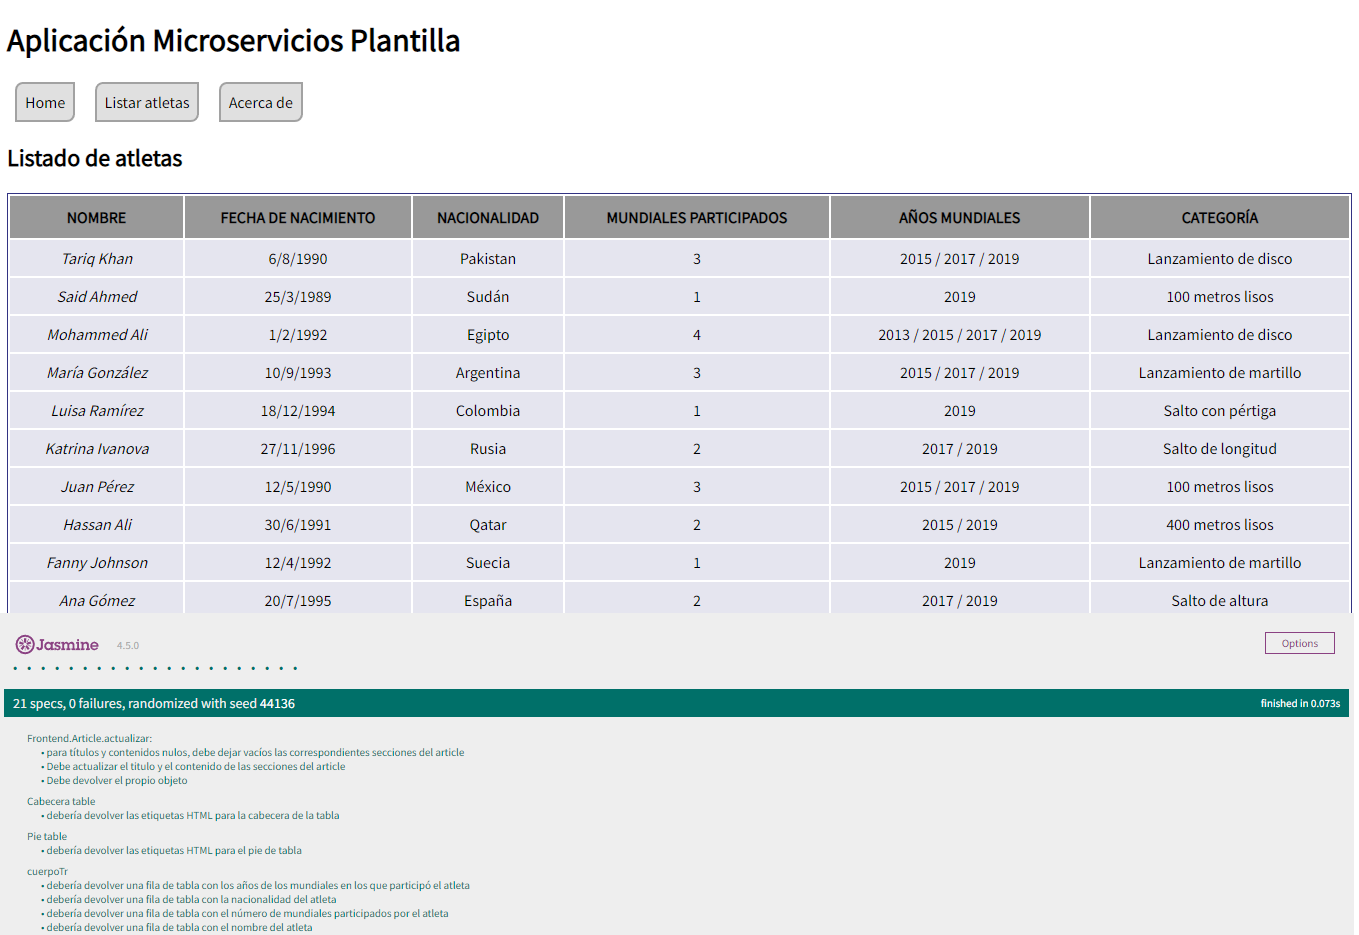 Aplicación Microservicios Plantilla
Home Listar atletas Acerca de
Listado de atletas
NOMBRE FECHA DE NACIMIENTO NACIONALIDAD MUNDIALES PARTICIPADOS AÑOS MUNDIALES CATEGORÍA
Tariq Khan 6/8/1990 Pakistan 3 2015 / 2017 / 2019 Lanzamiento de disco
Said Ahmed 25/3/1989 Sudán 1 2019 100 metros lisos
Mohammed Ali 1/2/1992 Egipto 4 2013 / 2015 / 2017 / 2019 Lanzamiento de disco
María González 10/9/1993 Argentina 3 2015 / 2017 / 2019 Lanzamiento de martillo
Luisa Ramírez 18/12/1994 Colombia 1 2019 Salto con pértiga
Katrina Ivanova 27/11/1996 Rusia 2 2017 / 2019 Salto de longitud
Juan Pérez 12/5/1990 México 3 2015 / 2017 / 2019 100 metros lisos
Hassan Ali 30/6/1991 Qatar 2 2015 / 2019 400 metros lisos
Fanny Johnson 12/4/1992 Suecia 1 2019 Lanzamiento de martillo
Ana Gómez 20/7/1995 España 2 2017 / 2019 Salto de altura
Jasmine 4.5.0 Options
21 specs, 0 failures, randomized with seed 44136 finished in 0.073s
Frontend.Article.actualizar:
• para títulos y contenidos nulos, debe dejar vacíos las correspondientes secciones del article
• Debe actualizar el titulo y el contenido de las secciones del article
• Debe devolver el propio objeto
Cabecera table
• debería devolver las etiquetas HTML para la cabecera de la tabla
Pie table
• debería devolver las etiquetas HTML para el pie de tabla
cuerpoTr
• debería devolver una fila de tabla con los años de los mundiales en los que participó el atleta
• debería devolver una fila de tabla con la nacionalidad del atleta
• debería devolver una fila de tabla con el número de mundiales participados por el atleta
• debería devolver una fila de tabla con el nombre del atleta